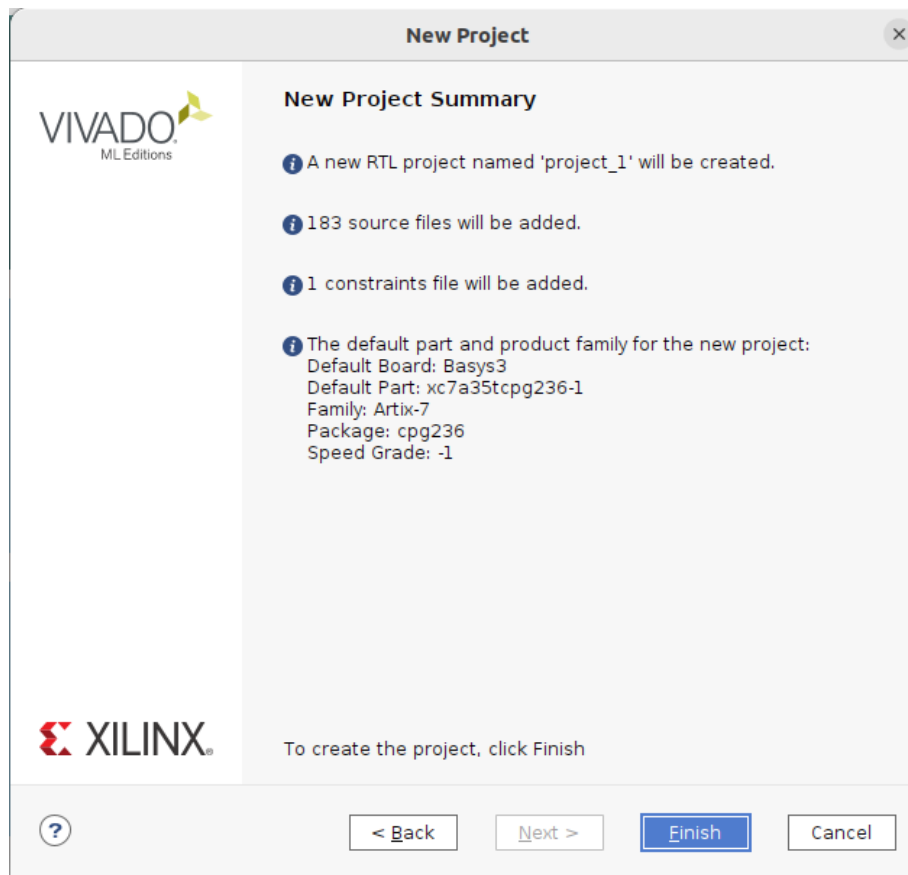 New Project
×
VIVADO.
ML Editions
New Project Summary
i A new RTL project named 'project_1' will be created.
i 183 source files will be added.
i 1 constraints file will be added.
i The default part and product family for the new project:
Default Board: Basys3
Default Part: xc7a35tcpg236-1
Family: Artix-7
Package: cpg236
Speed Grade: -1
XILINX.
To create the project, click Finish
?
< Back
Next >
Finish
Cancel